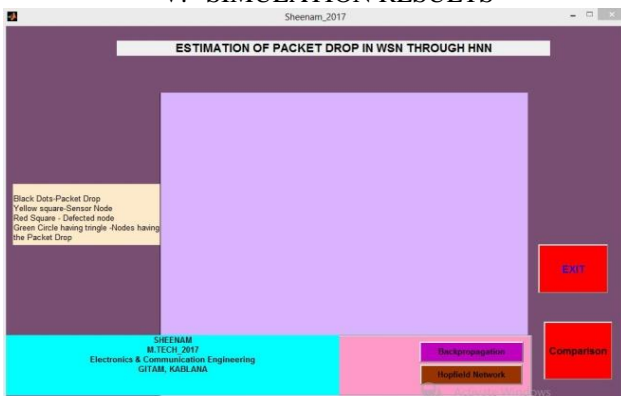 V. SIMULATION RESULTS
Sheenam_2017
ESTIMATION OF PACKET DROP IN WSN THROUGH HNN
Black Dots-Packet Drop
Yellow square-Sensor Node
Red Square - Defected node
Green Circle having tringle -Nodes having
the Packet Drop
EXIT
SHEENAM
M.TECH_2017
Electronics & Communication Engineering
GITAM, KABLANA
Backpropagation
Hopfield Network
Comparison